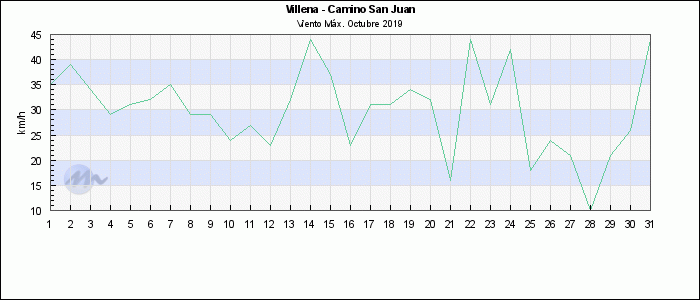 Villena - Camino San Juan
Viento Máx. Octubre 2019
45
40
35
30
25
20
15
10
km/h
1 2 3 4 5 6 7 8 9 10 11 12 13 14 15 16 17 18 19 20 21 22 23 24 25 26 27 28 29 30 31